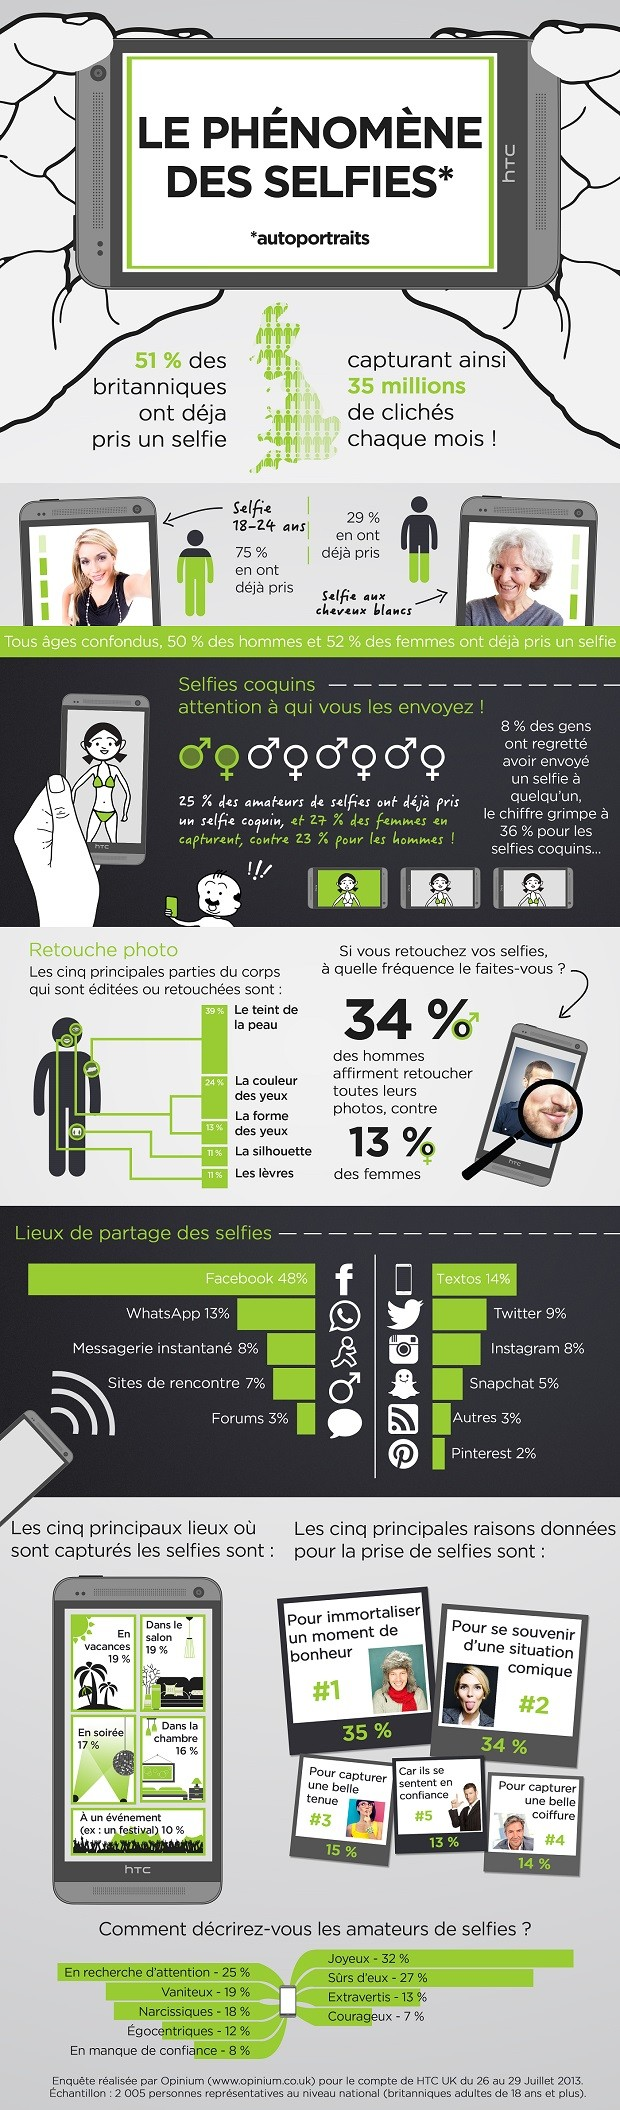 LE PHÉNOMÈNE
DES SELFIES*
*autoportraits
hTC
51 % des
britanniques
ont déja
pris un selfie
capturant ainsi
35 millions
de clichés
chaque mois !
Selfie
18-24 ans
75 %
en ont
déjà pris
29 %
en ont
déjà pris
Selfie aux
cheveux blancs
Tous âges confondus, 50 % des hommes et 52 % des femmes ont déjà pris un selfie
Selfies coquins
attention à qui vous les envoyez !
25 % des amateurs de selfies ont déjà pris
un selfie coquin, et 27 % des femmes en
capturent, contre 23 % pour les hommes !
8 % des gens
ont regretté
avoir envoyé
un selfie à
quelqu'un,
le chiffre grimpe à
36 % pour les
selfies coquins...
hTC
!!!
Retouche photo
Les cinq principales parties du corps
qui sont éditées ou retouchées sont :
39 %
Le teint de
la peau
24 %
La couleur
des yeux
13 %
La forme
des yeux
11 %
La silhouette
11 %
Les lèvres
Si vous retouchez vos selfies,
à quelle fréquence le faites-vous ?
34 %
des hommes
affirment retoucher
toutes leurs
photos, contre
13 %
des femmes
hTC
Lieux de partage des selfies
Facebook 48%
WhatsApp 13%
Messagerie instantané 8%
Sites de rencontre 7%
Forums 3%
Textos 14%
Twitter 9%
Instagram 8%
Snapchat 5%
Autres 3%
Pinterest 2%
Les cinq principaux lieux où
sont capturés les selfies sont :
En
vacances
19 %
Dans le
salon
19 %
En soirée
17 %
Dans la
chambre
16 %
À un événement
(ex : un festival) 10 %
hTC
Les cinq principales raisons données
pour la prise de selfies sont :
Pour immortaliser
un moment de
bonheur
#1
35 %
Pour se souvenir
d'une situation
comique
#2
34 %
Pour capturer
une belle
tenue
#3
15 %
Car ils se
sentent en
confiance
#5
13 %
Pour capturer
une belle
coiffure
#4
14 %
Comment décrirez-vous les amateurs de selfies ?
En recherche d'attention - 25 %
Vaniteux - 19 %
Narcissiques - 18 %
Égocentriques - 12 %
En manque de confiance - 8 %
Joyeux - 32 %
Sûrs d'eux - 27 %
Extravertis - 13 %
Courageux - 7 %
Enquête réalisée par Opinium (www.opinium.co.uk) pour le compte de HTC UK du 26 au 29 Juillet 2013.
Échantillon : 2 005 personnes représentatives au niveau national (britanniques adultes de 18 ans et plus).